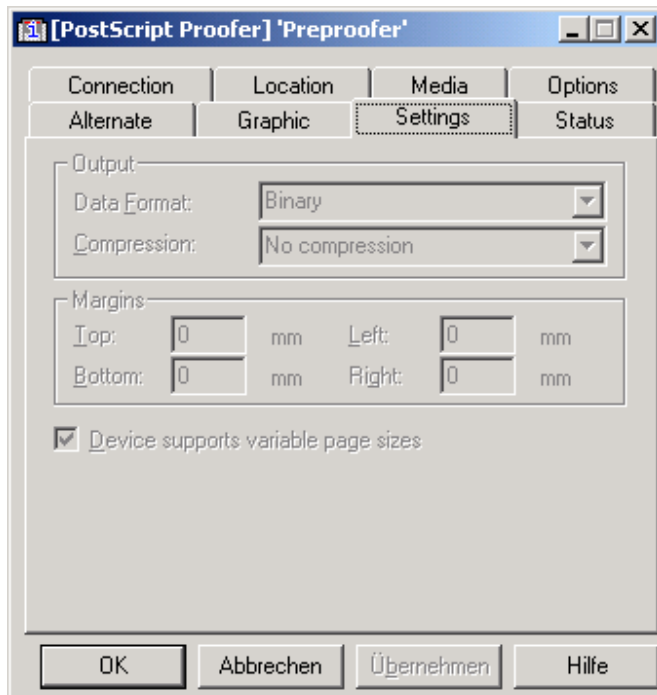 [PostScript Proofer] 'Preproofer'
Connection Location Media Options
Alternate Graphic Settings Status
Output
Data Format: Binary
Compression: No compression
Margins
Top: 0 mm Left: 0 mm
Bottom: 0 mm Right: 0 mm
Device supports variable page sizes
OK Abbrechen Übernehmen Hilfe